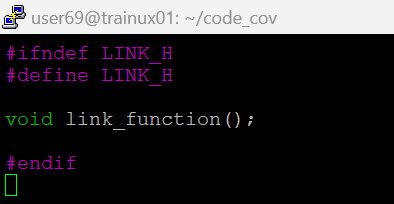 user69@trainux01: ~/code_cov
#ifndef LINK_H
#define LINK_H
void link_function();
#endif